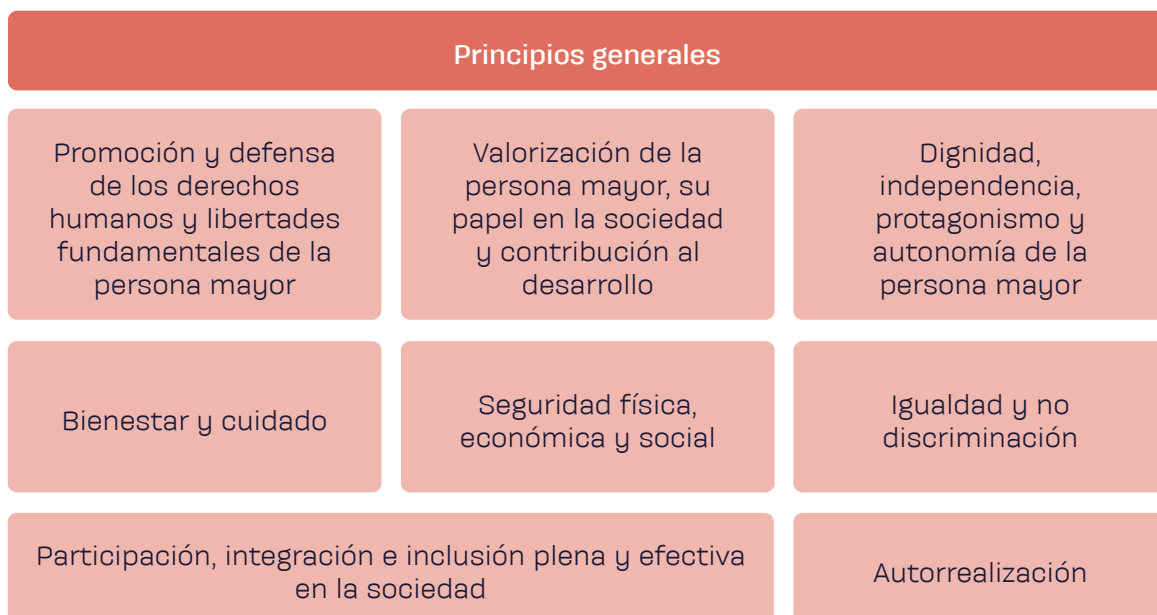 Principios generales
Promoción y defensa
de los derechos
humanos y libertades
fundamentales de la
persona mayor
Valorización de la
persona mayor, su
papel en la sociedad
y contribución al
desarrollo
Dignidad,
independencia,
protagonismo y
autonomía de la
persona mayor
Bienestar y cuidado
Seguridad física,
económica y social
Igualdad y no
discriminación
Participación, integración e inclusión plena y efectiva
en la sociedad
Autorrealización